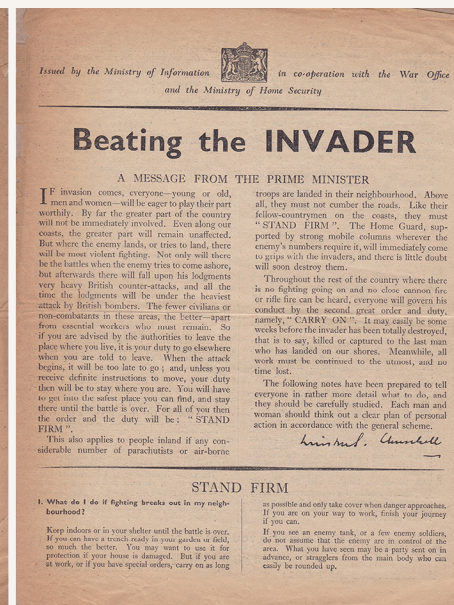 Issued by the Ministry of Information in co-operation with the War Office
and the Ministry of Home Security
Beating the INVADER
A MESSAGE FROM THE PRIME MINISTER
IF invasion comes, everyone—young or old,
men and women—will be eager to play their part
worthily. By far the greater part of the country
will not be immediately involved. Even along our
coasts, the greater part will remain unaffected.
But where the enemy lands, or tries to land, there
will be most violent fighting. Not only will there
be the battles when the enemy tries to come ashore,
but afterwards there will fall upon his lodgments
very heavy British counter-attacks, and all the
time the lodgments will be under the heaviest
attack by British bombers. The fewer civilians or
non-combatants in these areas, the better—apart
from essential workers who must remain. So
if you are advised by the authorities to leave the
place where you live, it is your duty to go elsewhere
when you are told to leave. When the attack
begins, it will be too late to go ; and, unless you
receive definite instructions to move, your duty
then will be to stay where you are. You will have
to get into the safest place you can find, and stay
there until the battle is over. For all of you then
the order and the duty will be : “ STAND
FIRM ”.
This also applies to people inland if any con-
siderable number of parachutists or air-borne
troops are landed in their neighbourhood. Above
all, they must not cumber the roads. Like their
fellow-countrymen on the coasts, they must
“ STAND FIRM ”. The Home Guard, sup-
ported by strong mobile columns wherever the
enemy's numbers require it, will immediately come
to grips with the invaders, and there is little doubt
will soon destroy them.
Throughout the rest of the country where there
is no fighting going on and no close cannon fire
or rifle fire can be heard, everyone will govern his
conduct by the second great order and duty,
namely, “ CARRY ON ”. It may easily be some
weeks before the invader has been totally destroyed,
that is to say, killed or captured to the last man
who has landed on our shores. Meanwhile, all
work must be continued to the utmost, and no
time lost.
The following notes have been prepared to tell
everyone in rather more detail what to do, and
they should be carefully studied. Each man and
woman should think out a clear plan of personal
action in accordance with the general scheme.
Winston S. Churchill
STAND FIRM
1. What do I do if fighting breaks out in my neigh-
bourhood?
Keep indoors or in your shelter until the battle is over.
If you can have a trench ready in your garden or field,
so much the better. You may want to use it for
protection if your house is damaged. But if you are
at work, or if you have special orders, carry on as long
as possible and only take cover when danger approaches.
If you are on your way to work, finish your journey
if you can.
If you see an enemy tank, or a few enemy soldiers,
do not assume that the enemy are in control of the
area. What you have seen may be a party sent on in
advance, or stragglers from the main body who can
easily be rounded up.